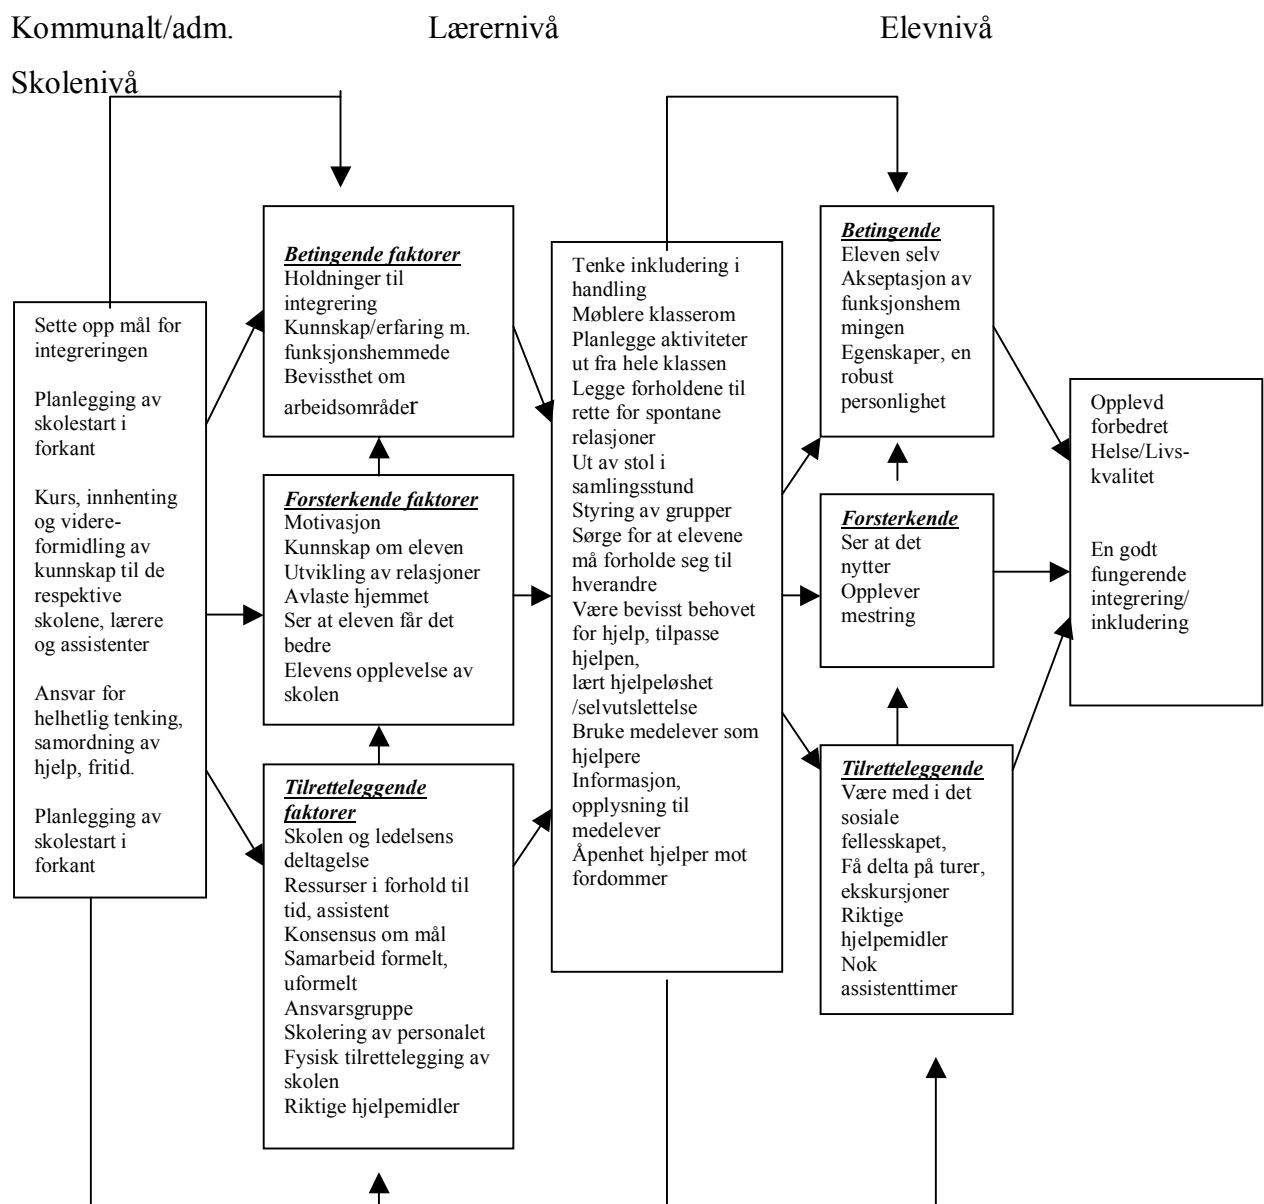 Kommunalt/adm.
Lærernivå
Elevnivå
Skolenivå
Sette opp mål for
integreringen
Planlegging av
skolestart i
forkant
Kurs, innhenting
og videre-
formidling av
kunnskap til de
respektive
skolene, lærere
og assistenter
Ansvar for
helhetlig tenking,
samordning av
hjelp, fritid.
Planlegging av
skolestart i
forkant
Betingende faktorer
Holdninger til
integrering
Kunnskap/erfaring m.
funksjonshemmede
Bevissthet om
arbeidsområder
Forsterkende faktorer
Motivasjon
Kunnskap om eleven
Utvikling av relasjoner
Avlaste hjemmet
Ser at eleven får det
bedre
Elevens opplevelse av
skolen
Tilretteleggende
faktorer
Skolen og ledelsens
deltagelse
Ressurser i forhold til
tid, assistent
Konsensus om mål
Samarbeid formelt,
uformelt
Ansvarsgruppe
Skolering av personalet
Fysisk tilrettelegging av
skolen
Riktige hjelpemidler
Tenke inkludering i
handling
Møblere klasserom
Planlegge aktiviteter
ut fra hele klassen
Legge forholdene til
rette for spontane
relasjoner
Ut av stol i
samlingsstund
Styring av grupper
Sørge for at elevene
må forholde seg til
hverandre
Være bevisst behovet
for hjelp, tilpasse
hjelpen,
lært hjelpeløshet
/selvutslettelse
Bruke medelever som
hjelpere
Informasjon,
opplysning til
medelever
Åpenhet hjelper mot
fordommer
Betingende
Eleven selv
Akseptasjon av
funksjonshem
mingen
Egenskaper, en
robust
personlighet
Forsterkende
Ser at det
nytter
Opplever
mestring
Tilretteleggende
Være med i det
sosiale
fellesskapet,
Få delta på turer,
ekskursjoner
Riktige
hjelpemidler
Nok
assistenttimer
Opplevd
forbedret
Helse/Livs-
kvalitet
En godt
fungerende
integrering/
inkludering